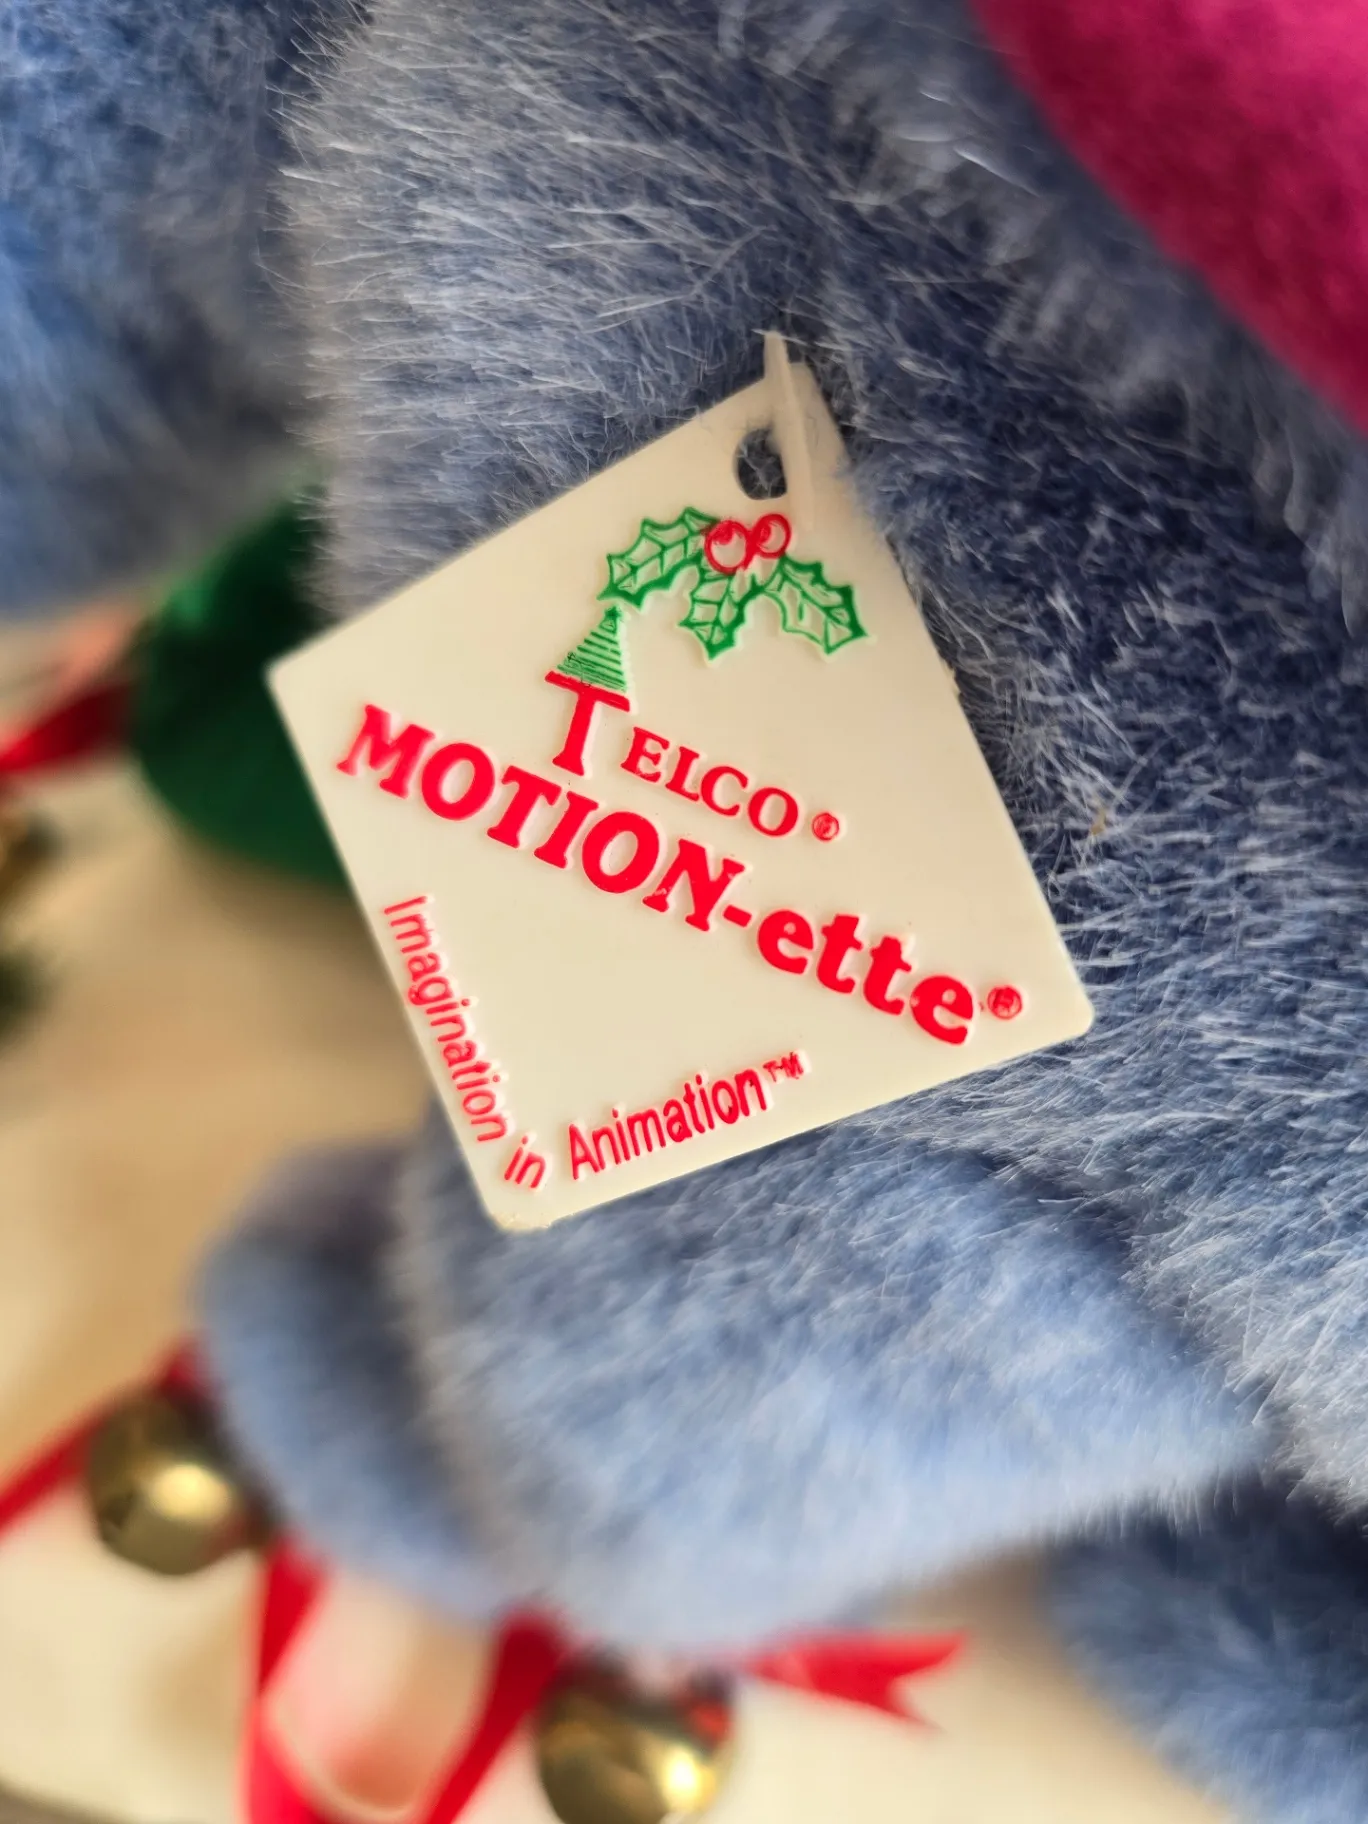 TELCO®
MOTION-ette®
Imagination in Animation™